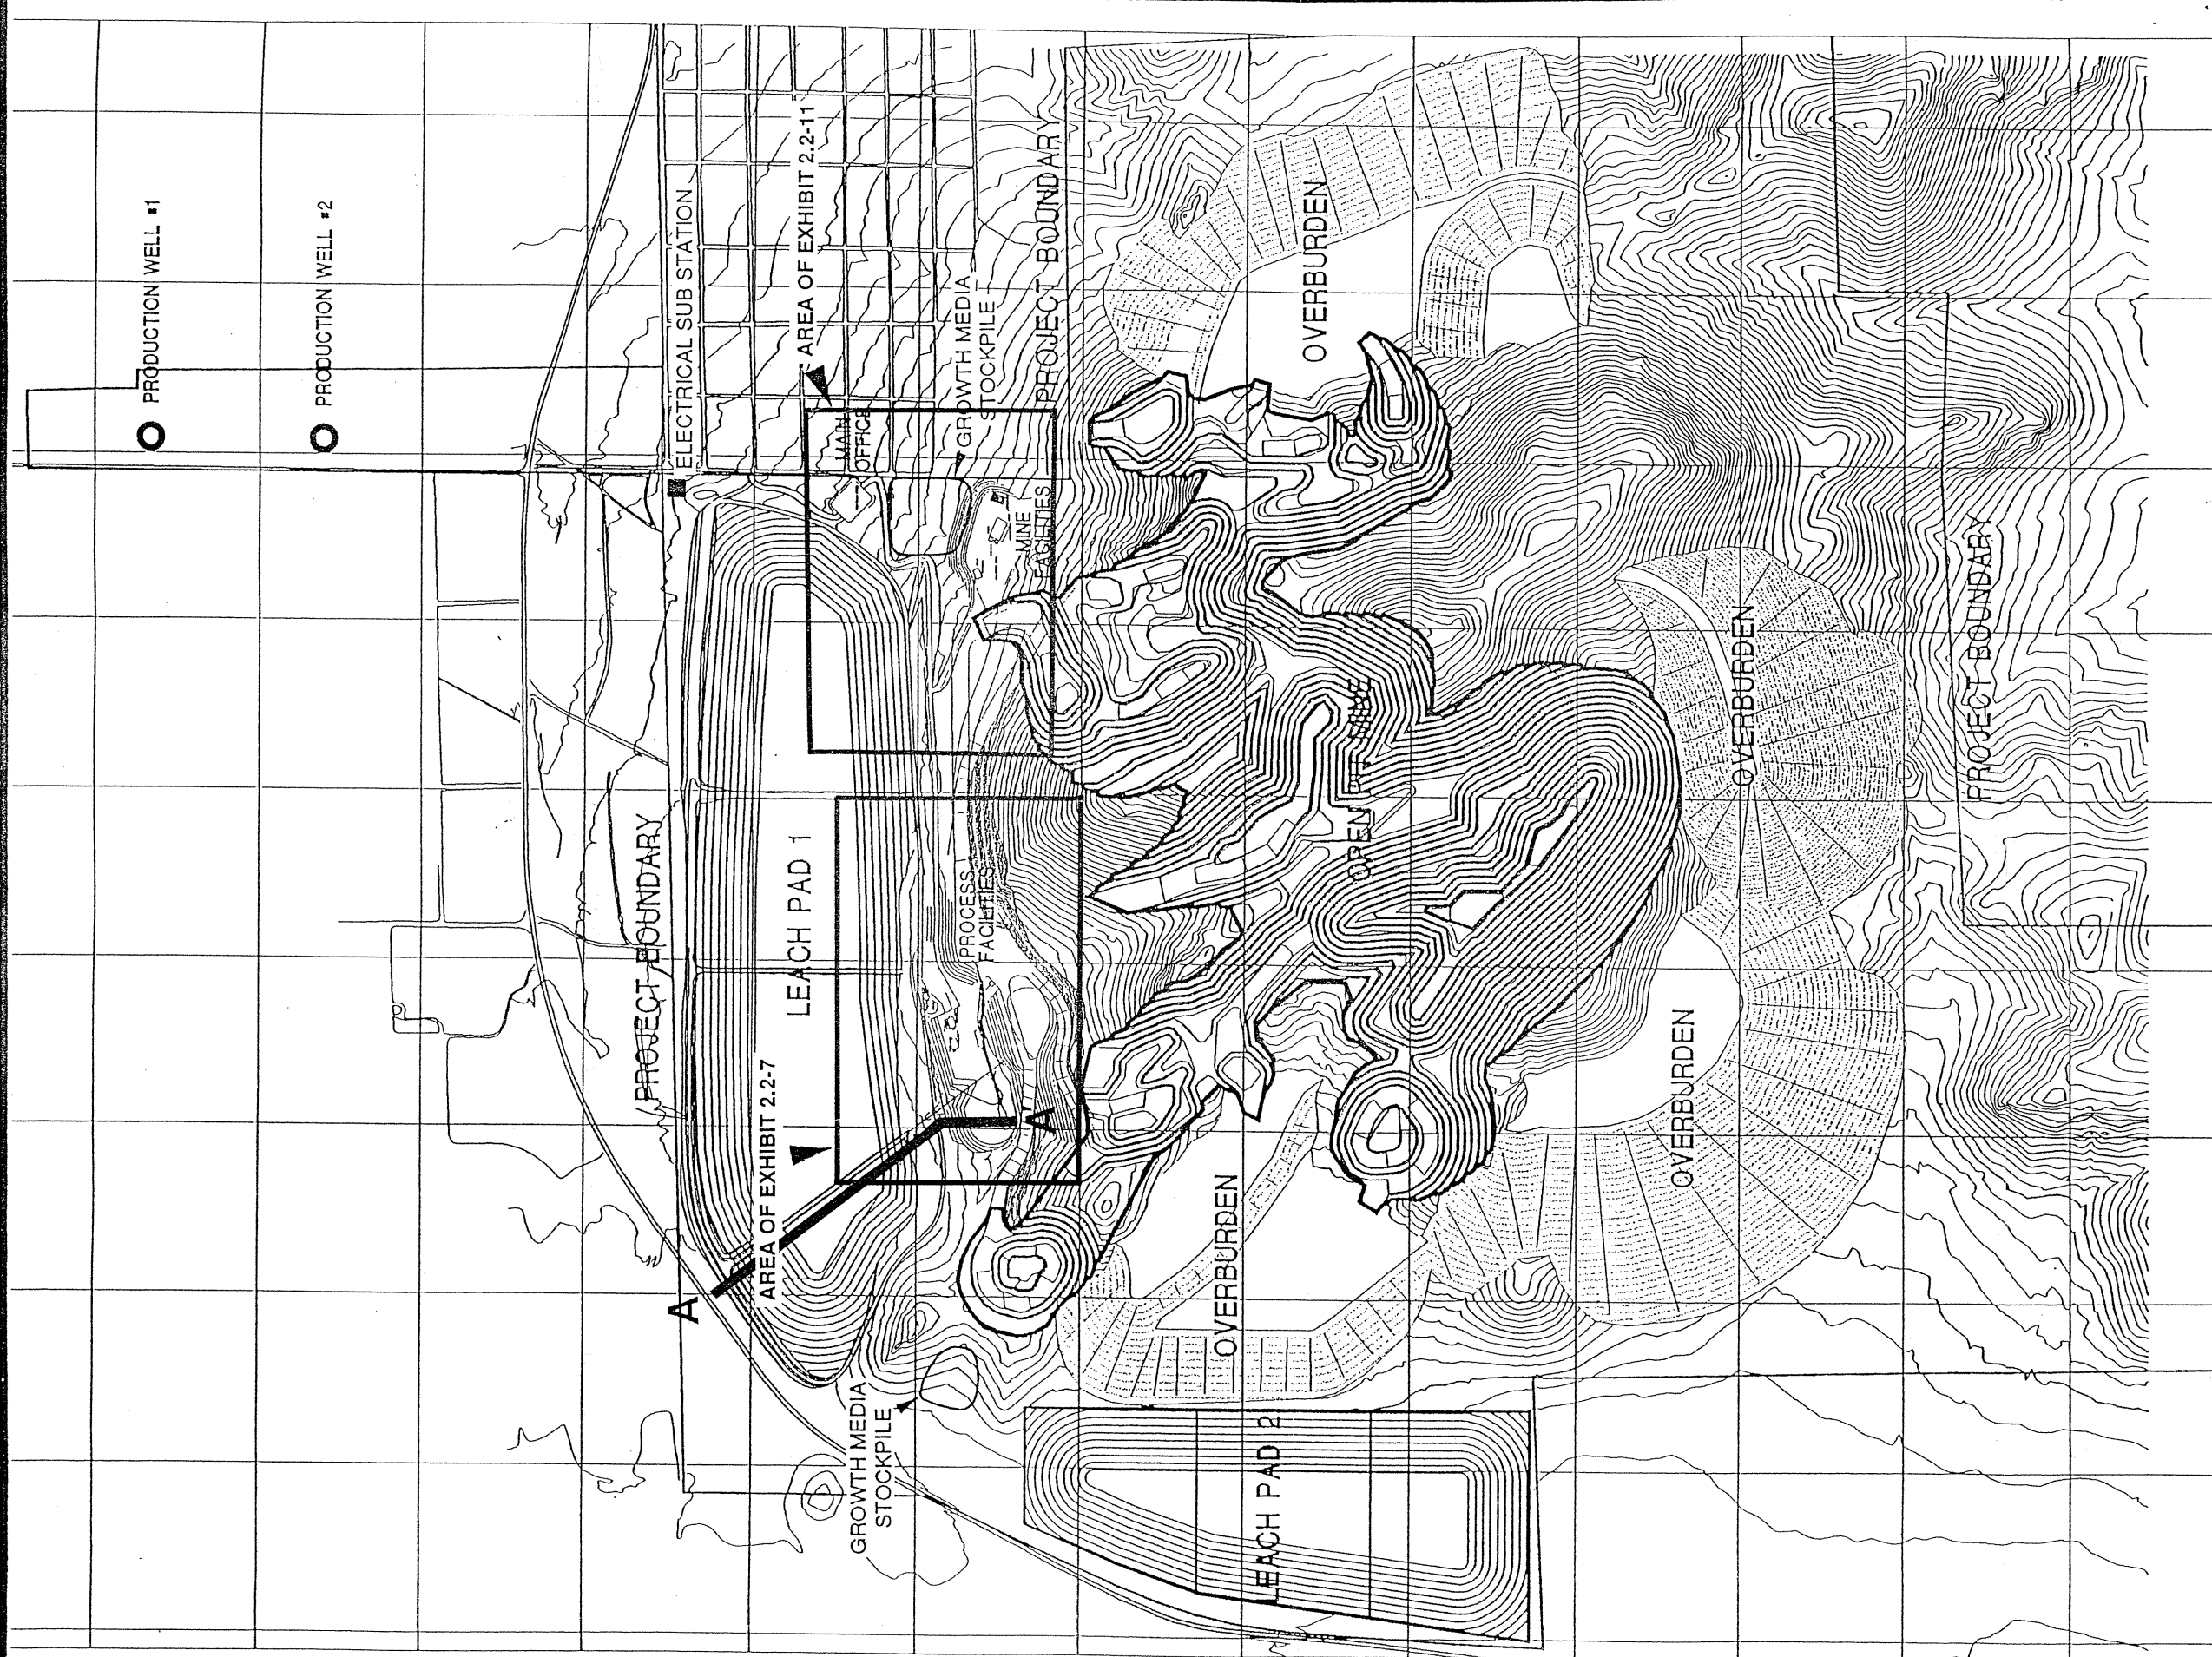 PRODUCTION WELL #1
PRODUCTION WELL #2
ELECTRICAL SUB STATION
AREA OF EXHIBIT 2.2-11
MAIN
OFFICE
GROWTH MEDIA
STOCKPILE
PROJECT BOUNDARY
MINE
FACILITIES
OVERBURDEN
PROJECT BOUNDARY
LEACH PAD 1
PROCESS
FACILITIES
OPEN PIT MINE
OVERBURDEN
PROJECT BOUNDARY
A
AREA OF EXHIBIT 2.2-7
A'
OVERBURDEN
OVERBURDEN
GROWTH MEDIA
STOCKPILE
LEACH PAD 2